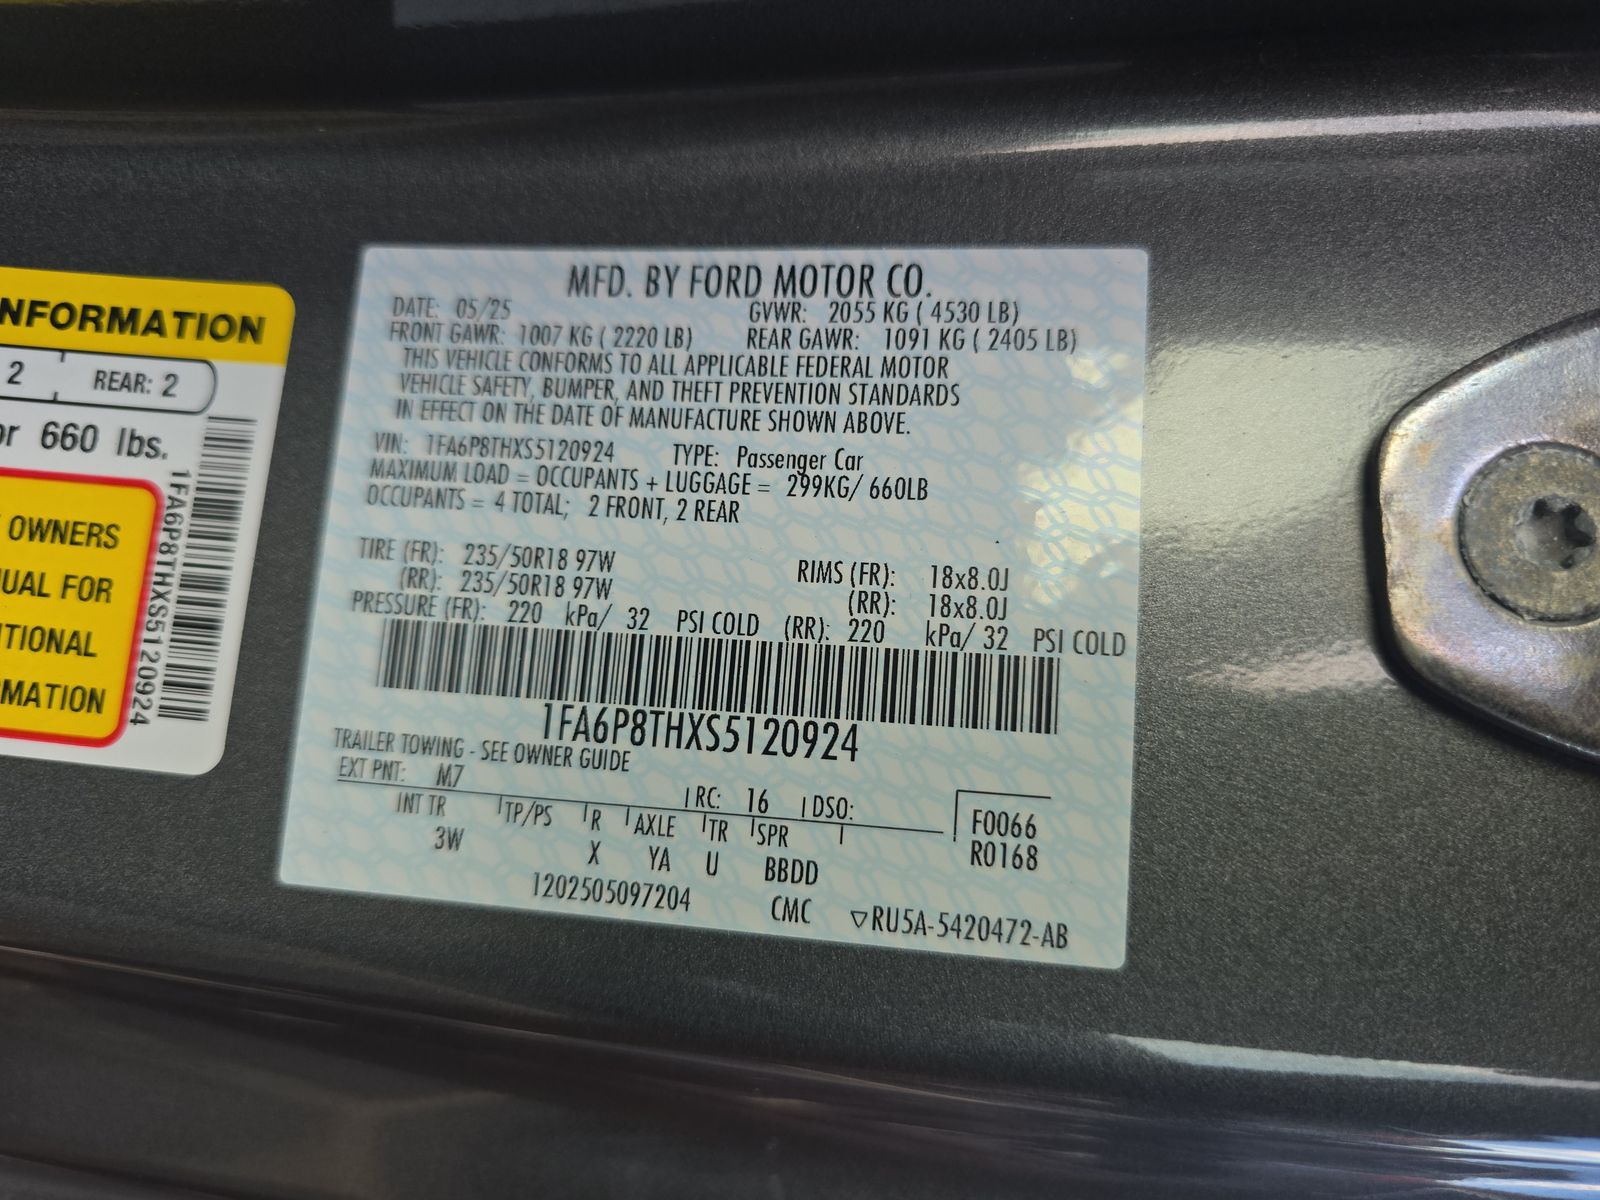 NFORMATION
2 REAR: 2
or 660 lbs.
OWNERS
UAL FOR
ITIONAL
MATION
1FA6P8THXS5120924
MFD. BY FORD MOTOR CO.
DATE: 05/25 GVWR: 2055 KG ( 4530 LB)
FRONT GAWR: 1007 KG ( 2220 LB) REAR GAWR: 1091 KG ( 2405 LB)
THIS VEHICLE CONFORMS TO ALL APPLICABLE FEDERAL MOTOR
VEHICLE SAFETY, BUMPER, AND THEFT PREVENTION STANDARDS
IN EFFECT ON THE DATE OF MANUFACTURE SHOWN ABOVE.
VIN: 1FA6P8THXS5120924 TYPE: Passenger Car
MAXIMUM LOAD = OCCUPANTS + LUGGAGE = 299KG/ 660LB
OCCUPANTS = 4 TOTAL; 2 FRONT, 2 REAR
TIRE (FR): 235/50R18 97W RIMS (FR): 18x8.0J
(RR): 235/50R18 97W (RR): 18x8.0J
PRESSURE (FR): 220 kPa/ 32 PSI COLD (RR): 220 kPa/ 32 PSI COLD
1FA6P8THXS5120924
TRAILER TOWING - SEE OWNER GUIDE
EXT PNT: M7 RC: 16 DSO: F0066
INT TR TP/PS R AXLE TR SPR R0168
3W X YA U BBDD
1202505097204 CMC ▽RU5A-5420472-AB